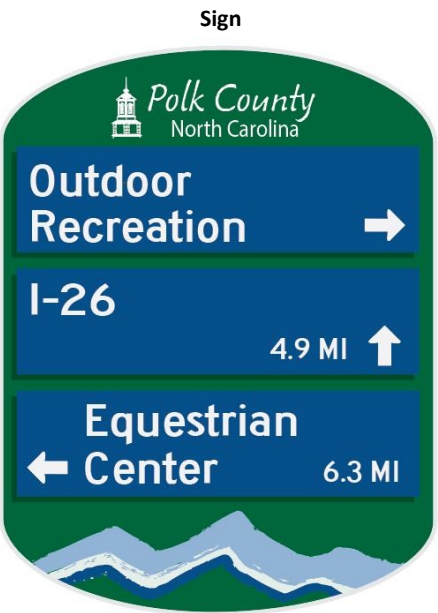 Sign
Polk County
North Carolina
Outdoor
Recreation
I-26
4.9 MI
Equestrian
Center 6.3 MI